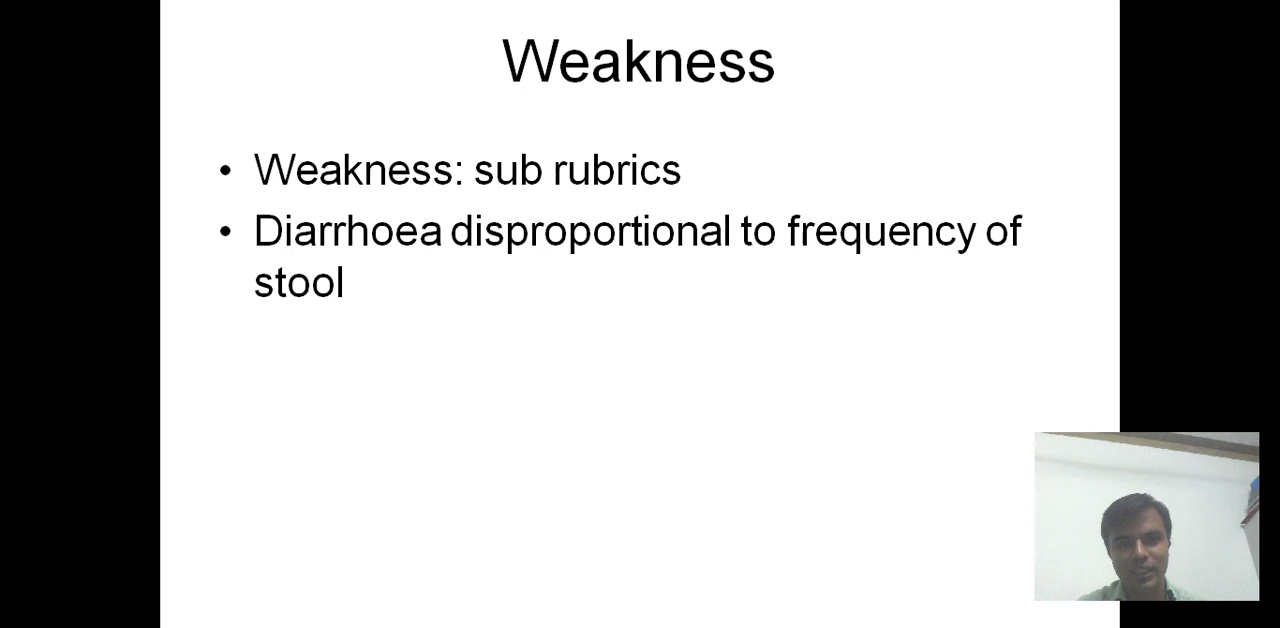 Weakness
• Weakness: sub rubrics
• Diarrhoea disproportional to frequency of
stool